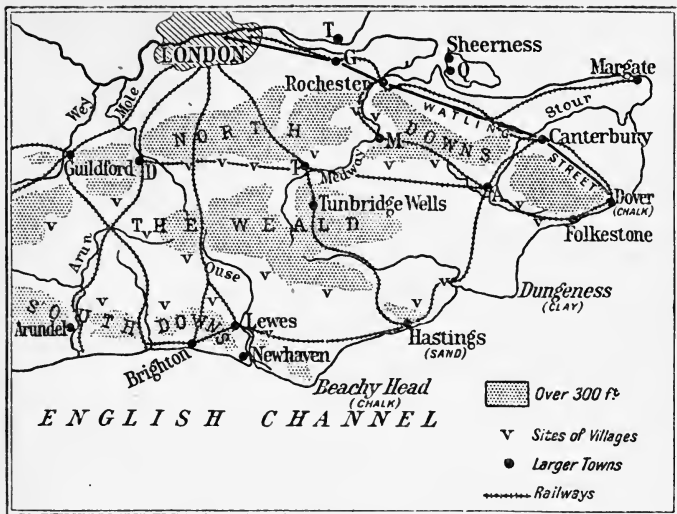 T.
LONDON
G
Sheerness
Q
Rochester
Margate
Wey
Mole
WATLING STREET
Stour
NORTH DOWNS
M
Canterbury
Guildford
D
T
Medway
A
Dover
(CHALK)
Tunbridge Wells
Folkestone
THE WEALD
Arun
Ouse
Dungeness
(CLAY)
SOUTH DOWNS
Arundel
Lewes
Hastings
(SAND)
Brighton
Newhaven
Beachy Head
(CHALK)
ENGLISH CHANNEL
Over 300 ft.
v Sites of Villages
Larger Towns
Railways